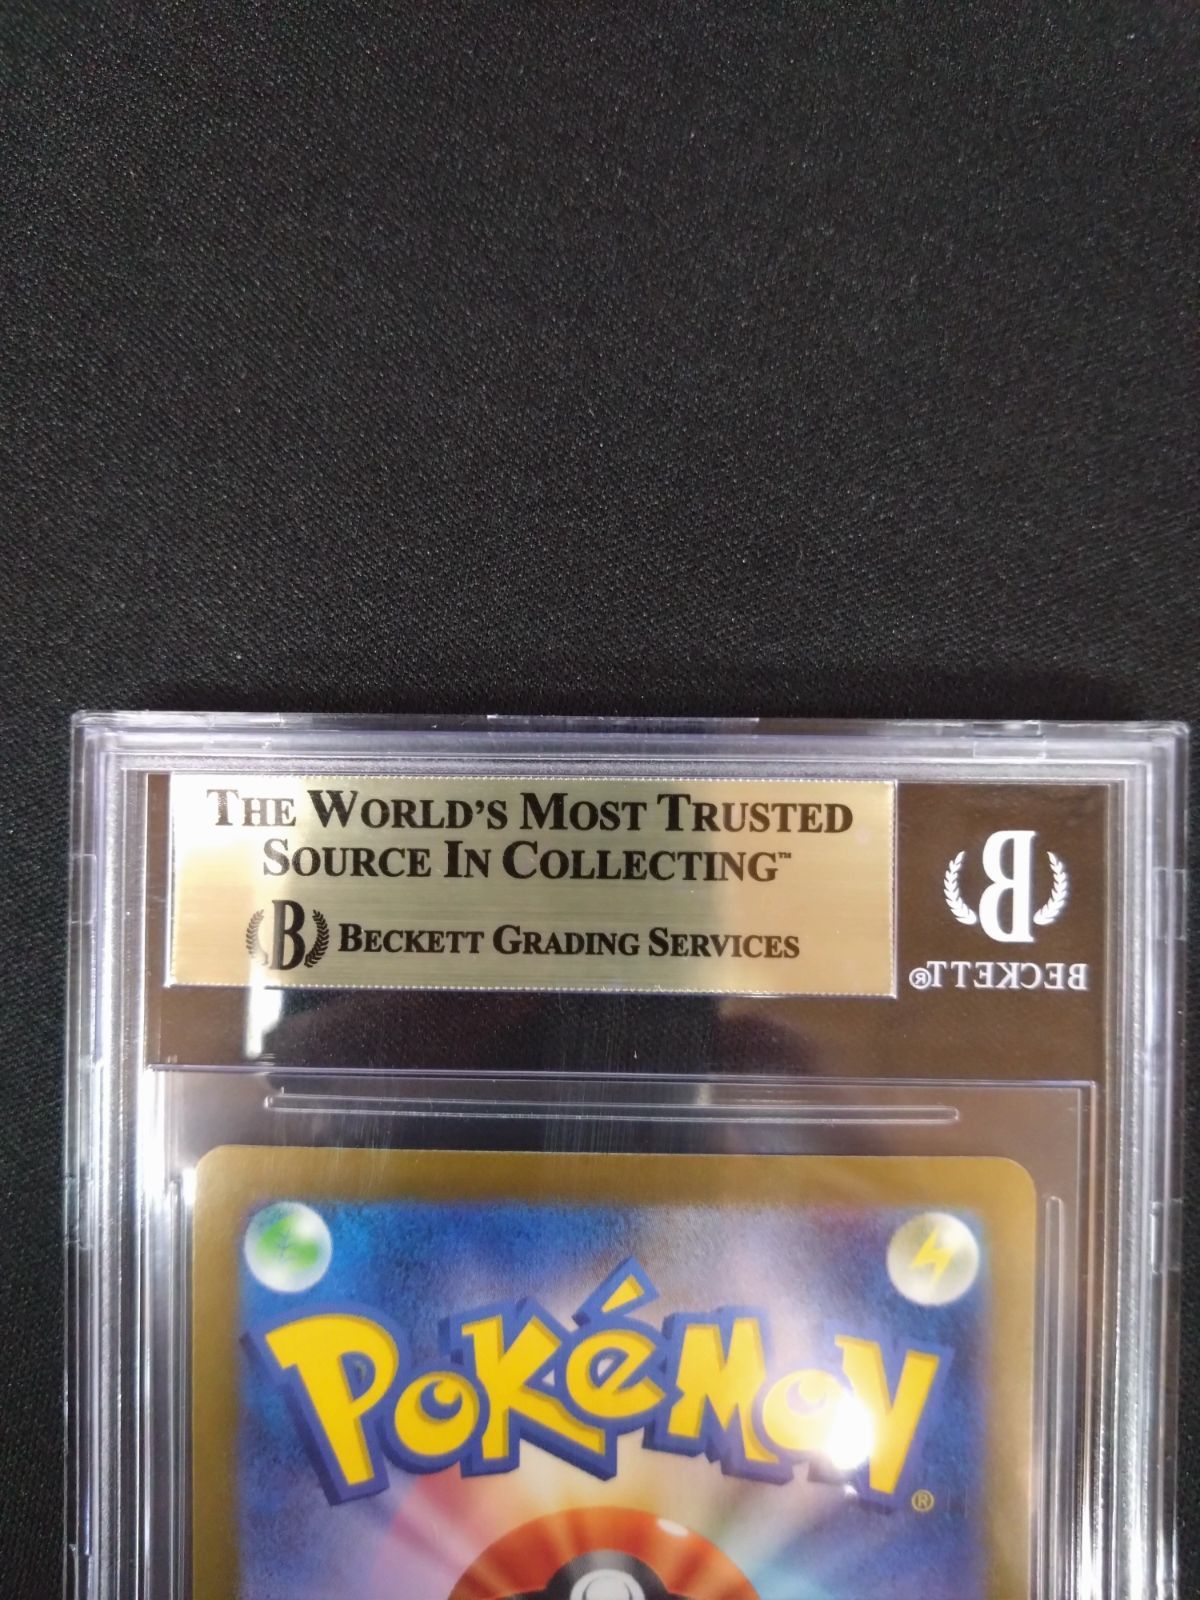 THE WORLD'S MOST TRUSTED
SOURCE IN COLLECTING™
B BECKETT GRADING SERVICES
B
BECKETT®
POKéMON®